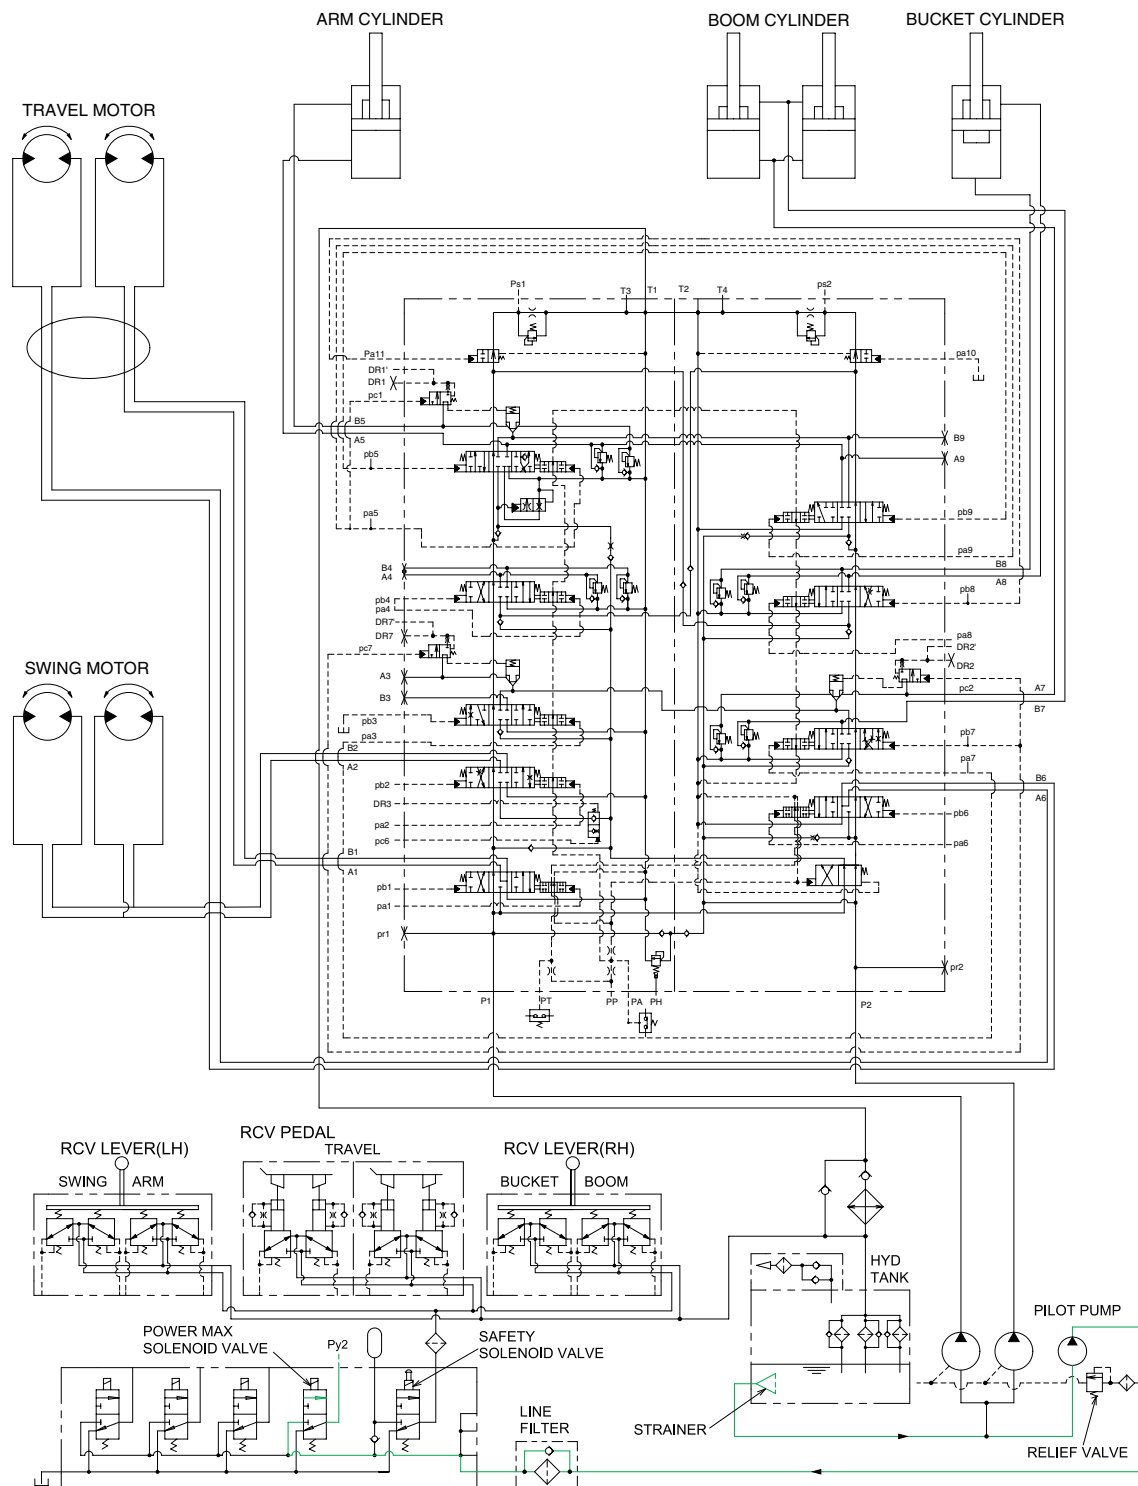 ARM CYLINDER
BOOM CYLINDER
BUCKET CYLINDER
TRAVEL MOTOR
Ps1
T3
T1
T2
T4
ps2
Pa11
pa10
DR1'
DR1
pc1
B5
A5
B9
A9
pb5
pb9
pa5
pa9
B4
A4
B8
A8
pb4
pa4
pb8
DR7
DR7
pa8
DR2'
DR2
pc7
SWING MOTOR
A3
B3
pc2
A7
B7
pb3
pa3
pb7
B2
A2
pa7
B6
A6
pb2
DR3
pb6
pa2
pc6
pa6
B1
A1
pb1
pa1
pr1
pr2
P1
PT
PP
PA
PH
P2
RCV LEVER(LH)
SWING
ARM
RCV PEDAL
TRAVEL
RCV LEVER(RH)
BUCKET
BOOM
HYD
TANK
PILOT PUMP
POWER MAX
SOLENOID VALVE
Py2
SAFETY
SOLENOID VALVE
LINE
FILTER
STRAINER
RELIEF VALVE